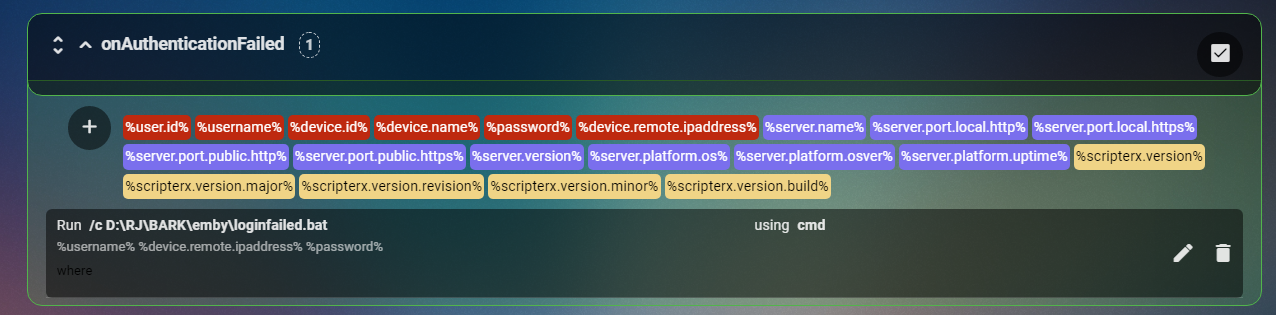 onAuthenticationFailed 1
%user.id% %username% %device.id% %device.name% %password% %device.remote.ipaddress% %server.name% %server.port.local.http% %server.port.local.https%
%server.port.public.http% %server.port.public.https% %server.version% %server.platform.os% %server.platform.osver% %server.platform.uptime% %scripterx.version%
%scripterx.version.major% %scripterx.version.revision% %scripterx.version.minor% %scripterx.version.build%
Run /c D:\RJ\BARK\emby\loginfailed.bat using cmd
%username% %device.remote.ipaddress% %password%
where